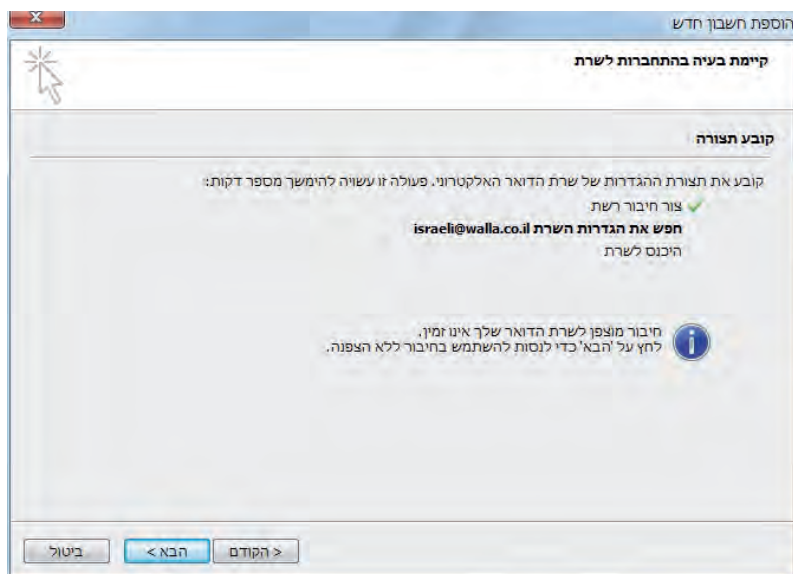 הוספת חשבון חדש
קיימת בעיה בהתחברות לשרת
קובע תצורה
קובע את תצורת ההגדרות של שרת הדואר האלקטרוני. פעולה זו עשויה להימשך מספר דקות:
צור חיבור רשת
חפש את הגדרות השרת israeli@walla.co.il
היכנס לשרת
חיבור מוצפן לשרת הדואר שלך אינו זמין.
לחץ על 'הבא' כדי לנסות להשתמש בחיבור ללא הצפנה.
< הקודם
הבא >
ביטול